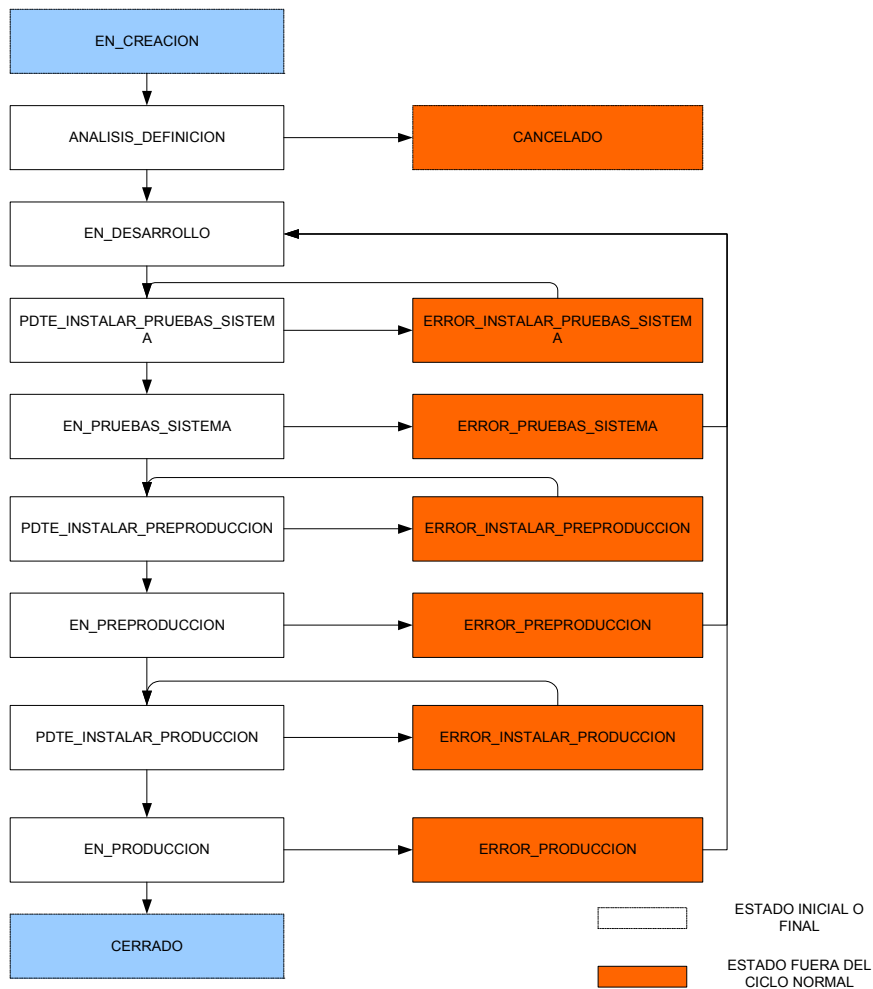 EN_CREACION
ANALISIS_DEFINICION
CANCELADO
EN_DESARROLLO
PDTE_INSTALAR_PRUEBAS_SISTEM
A
ERROR_INSTALAR_PRUEBAS_SISTEM
A
EN_PRUEBAS_SISTEMA
ERROR_PRUEBAS_SISTEMA
PDTE_INSTALAR_PREPRODUCCION
ERROR_INSTALAR_PREPRODUCCION
EN_PREPRODUCCION
ERROR_PREPRODUCCION
PDTE_INSTALAR_PRODUCCION
ERROR_INSTALAR_PRODUCCION
EN_PRODUCCION
ERROR_PRODUCCION
CERRADO
ESTADO INICIAL O
FINAL
ESTADO FUERA DEL
CICLO NORMAL